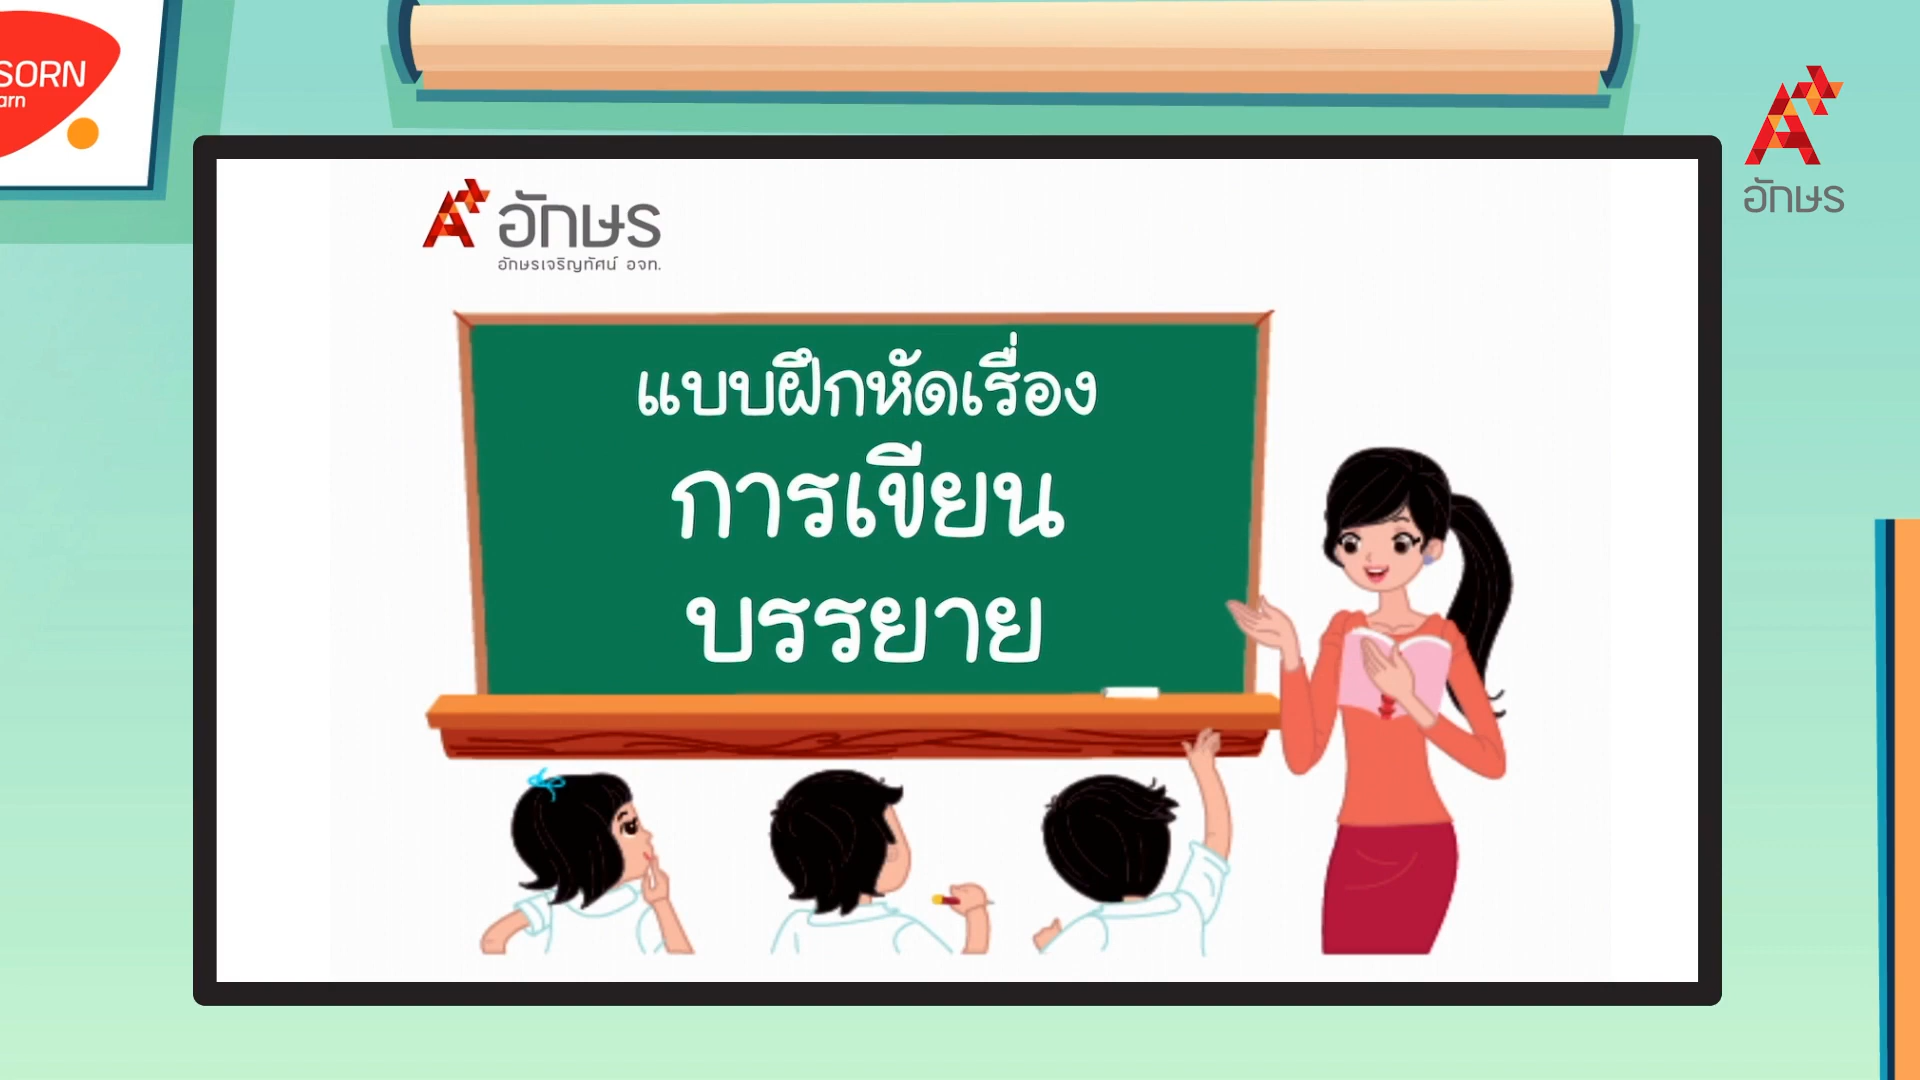 SORN
arn
อักษร
อักษร
อักษรเจริญทัศน์ อจท.
แบบฝึกหัดเรื่อง
การเขียน
บรรยาย